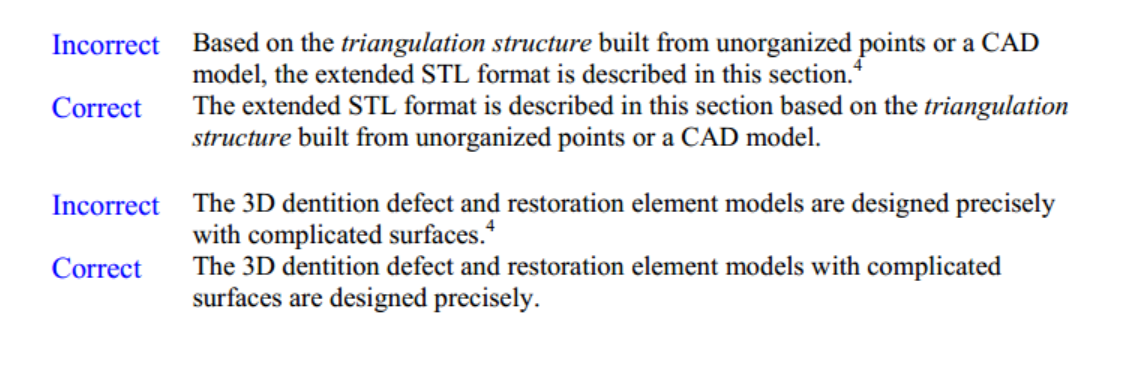 Incorrect Based on the triangulation structure built from unorganized points or a CAD
model, the extended STL format is described in this section.4
Correct The extended STL format is described in this section based on the triangulation
structure built from unorganized points or a CAD model.
Incorrect The 3D dentition defect and restoration element models are designed precisely
with complicated surfaces.4
Correct The 3D dentition defect and restoration element models with complicated
surfaces are designed precisely.